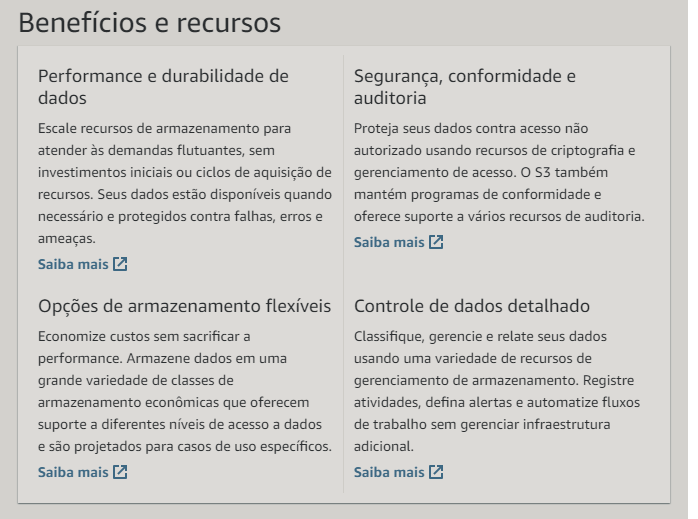 Benefícios e recursos
Performance e durabilidade de
dados
Escale recursos de armazenamento para
atender às demandas flutuantes, sem
investimentos iniciais ou ciclos de aquisição de
recursos. Seus dados estão disponíveis quando
necessário e protegidos contra falhas, erros e
ameaças.
Saiba mais
Segurança, conformidade e
auditoria
Proteja seus dados contra acesso não
autorizado usando recursos de criptografia e
gerenciamento de acesso. O S3 também
mantém programas de conformidade e
oferece suporte a vários recursos de auditoria.
Saiba mais
Opções de armazenamento flexíveis
Economize custos sem sacrificar a
performance. Armazene dados em uma
grande variedade de classes de
armazenamento econômicas que oferecem
suporte a diferentes níveis de acesso a dados
e são projetados para casos de uso específicos.
Saiba mais
Controle de dados detalhado
Classifique, gerencie e relate seus dados
usando uma variedade de recursos de
gerenciamento de armazenamento. Registre
atividades, defina alertas e automatize fluxos
de trabalho sem gerenciar infraestrutura
adicional.
Saiba mais